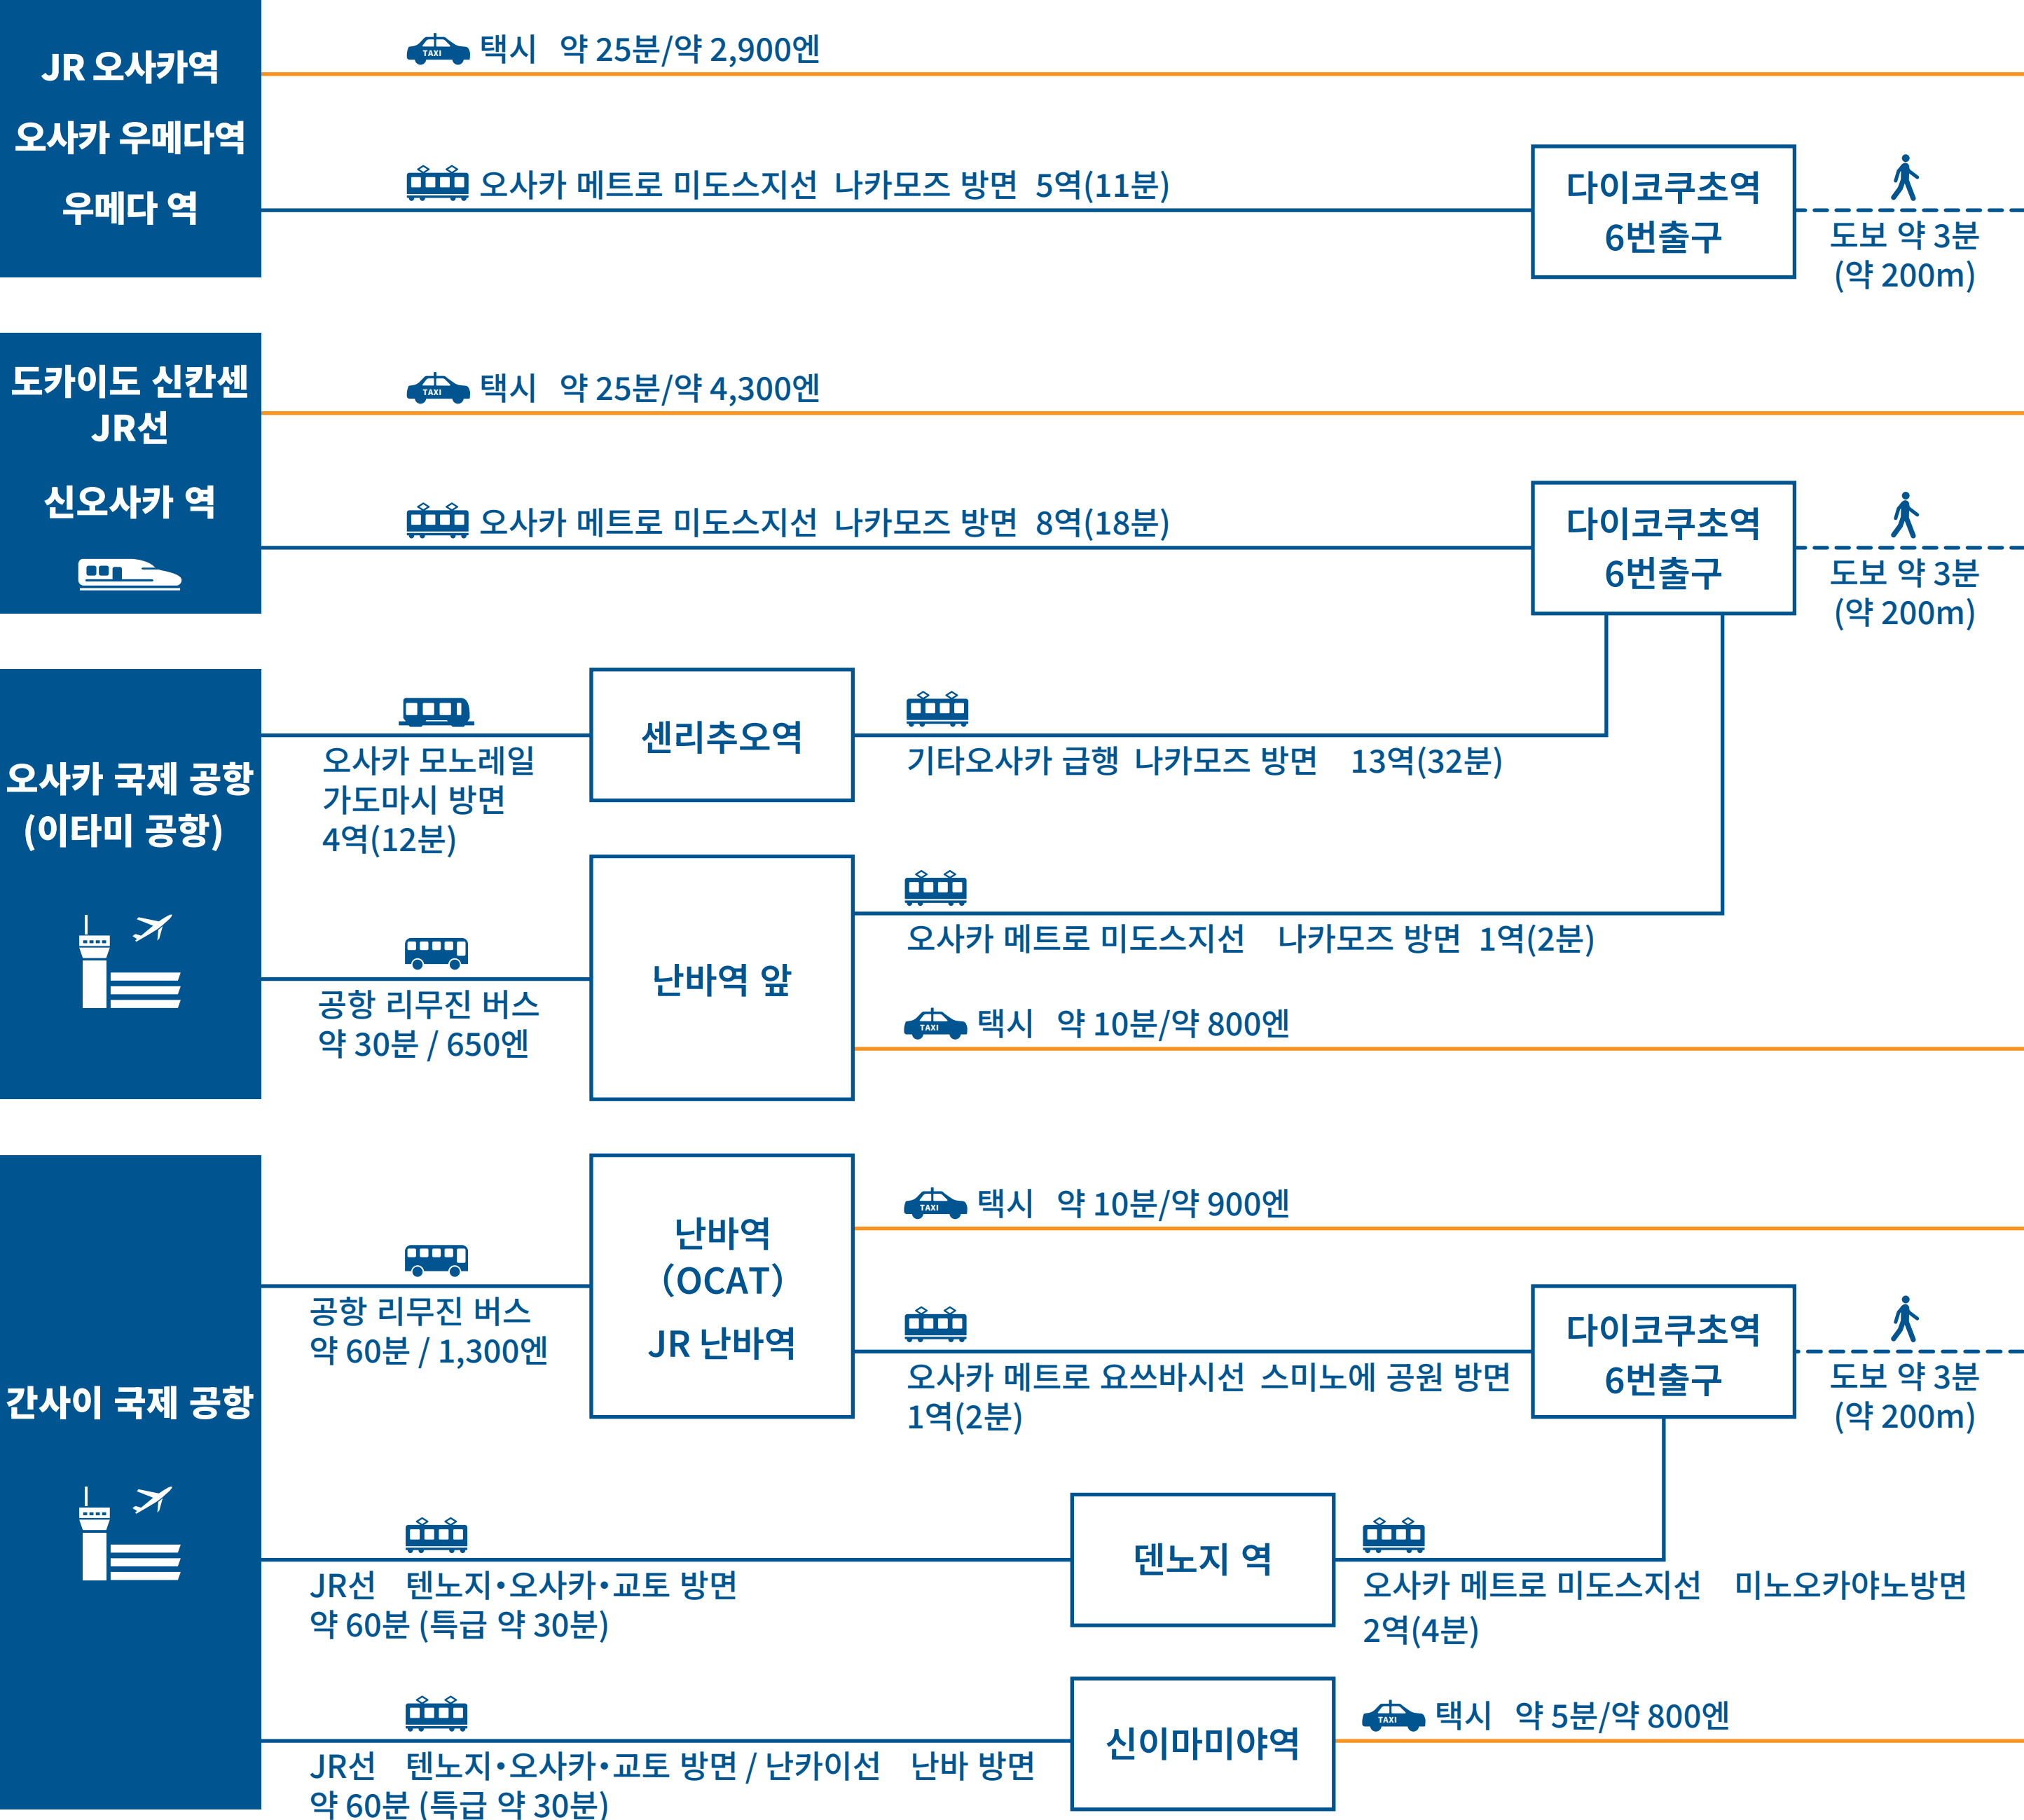 JR 오사카역
오사카 우메다역
우메다 역
TAXI 택시 약 25분/약 2,900엔
오사카 메트로 미도스지선 나카모즈 방면 5역(11분)
다이코쿠초역
6번출구
도보 약 3분
(약 200m)
도카이도 신칸센
JR선
신오사카 역
TAXI 택시 약 25분/약 4,300엔
오사카 메트로 미도스지선 나카모즈 방면 8역(18분)
다이코쿠초역
6번출구
도보 약 3분
(약 200m)
오사카 국제 공항
(이타미 공항)
오사카 모노레일
가도마시 방면
4역(12분)
센리추오역
기타오사카 급행 나카모즈 방면 13역(32분)
공항 리무진 버스
약 30분 / 650엔
난바역 앞
오사카 메트로 미도스지선 나카모즈 방면 1역(2분)
TAXI 택시 약 10분/약 800엔
간사이 국제 공항
공항 리무진 버스
약 60분 / 1,300엔
난바역
(OCAT)
JR 난바역
TAXI 택시 약 10분/약 900엔
오사카 메트로 요쓰바시선 스미노에 공원 방면
1역(2분)
다이코쿠초역
6번출구
도보 약 3분
(약 200m)
JR선 텐노지・오사카・교토 방면
약 60분 (특급 약 30분)
덴노지 역
오사카 메트로 미도스지선 미노오카야노방면
2역(4분)
JR선 텐노지・오사카・교토 방면 / 난카이선 난바 방면
약 60분 (특급 약 30분)
신이마미야역
TAXI 택시 약 5분/약 800엔